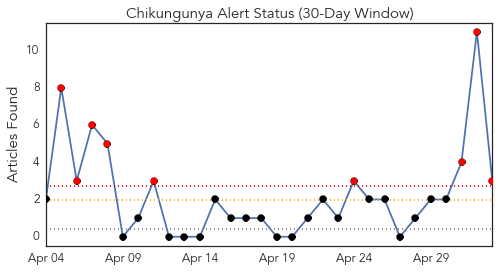 Chikungunya Alert Status (30-Day Window)
Articles Found
10
8
6
4
2
0
Apr 04 Apr 09 Apr 14 Apr 19 Apr 24 Apr 29